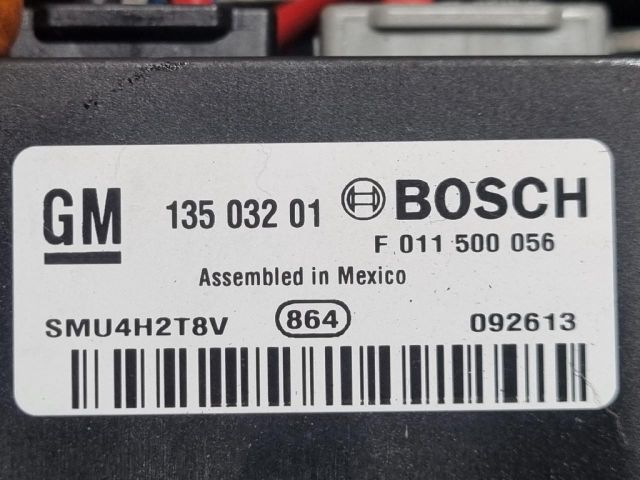 GM 135 032 01 BOSCH
F 011 500 056
Assembled in Mexico
SMU4H2T8V 864 092613